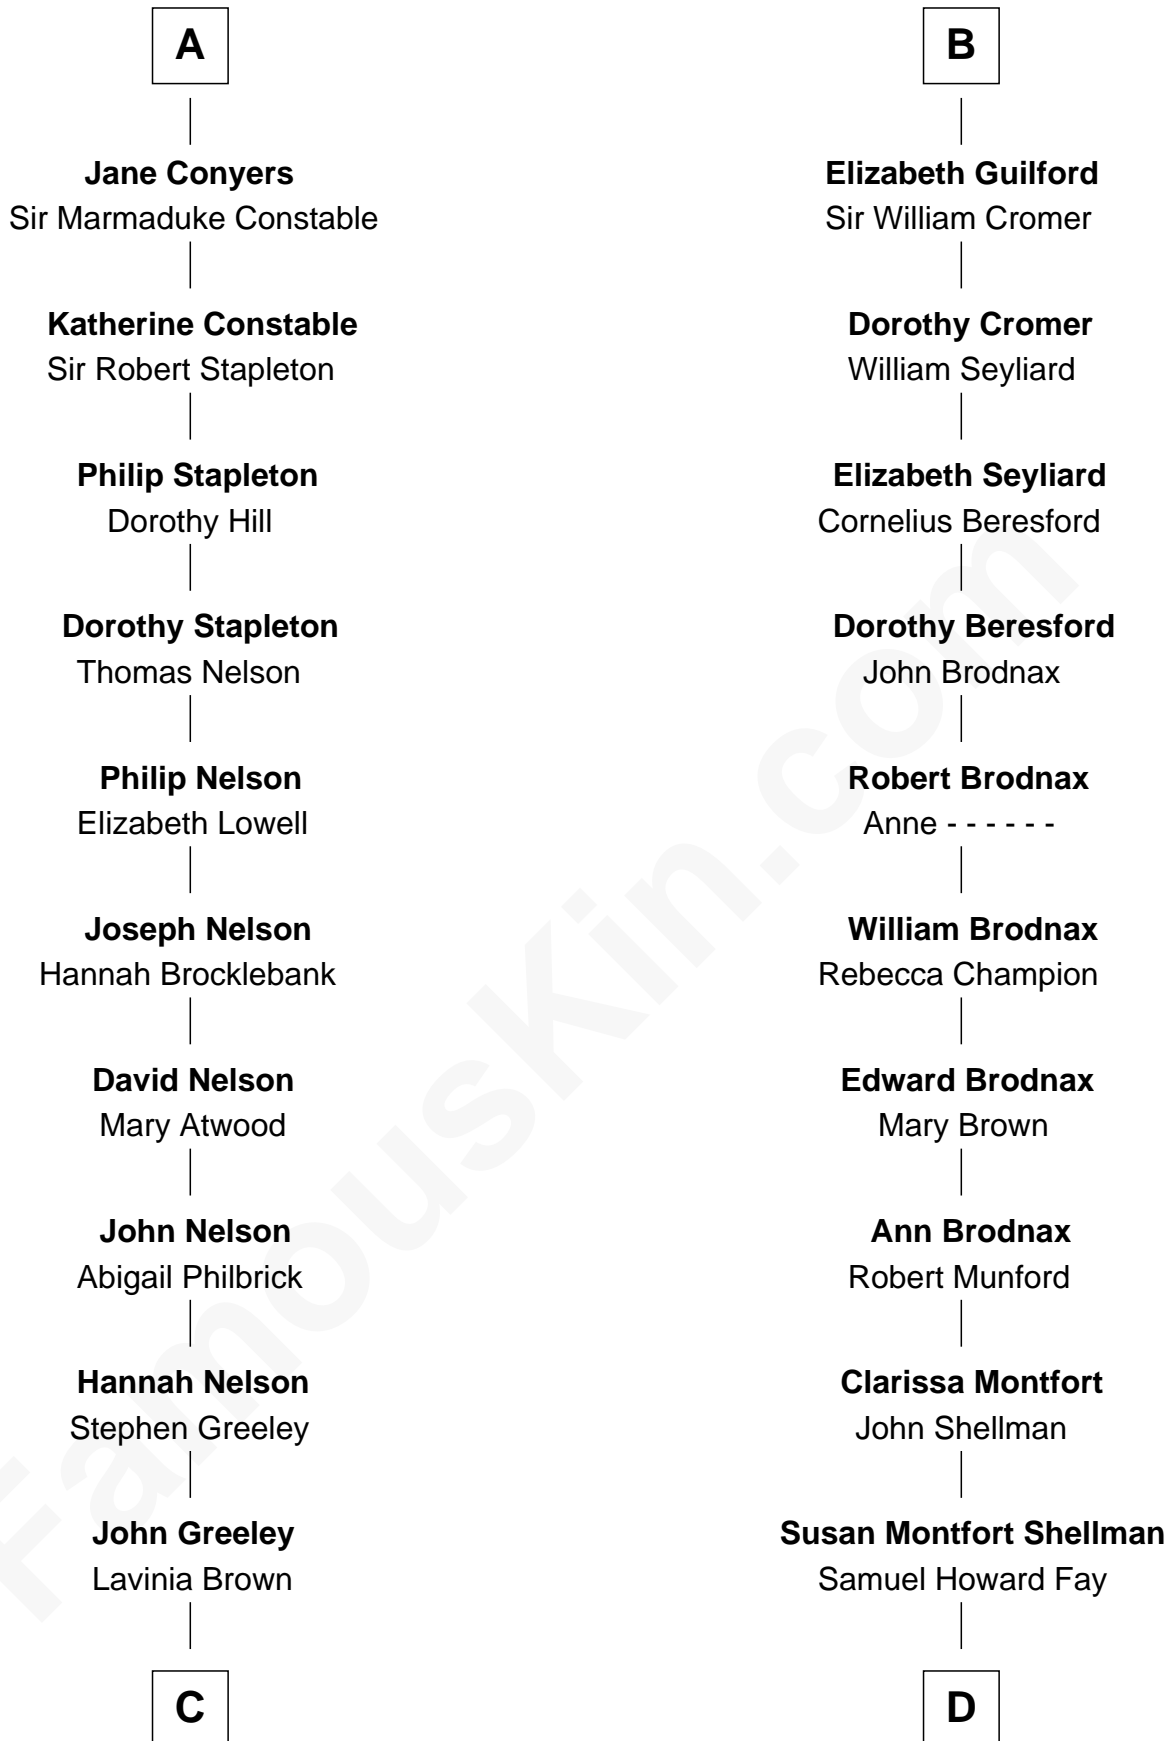 A
Jane Conyers
Sir Marmaduke Constable
Katherine Constable
Sir Robert Stapleton
Philip Stapleton
Dorothy Hill
Dorothy Stapleton
Thomas Nelson
Philip Nelson
Elizabeth Lowell
Joseph Nelson
Hannah Brocklebank
David Nelson
Mary Atwood
John Nelson
Abigail Philbrick
Hannah Nelson
Stephen Greeley
John Greeley
Lavinia Brown
C
B
Elizabeth Guilford
Sir William Cromer
Dorothy Cromer
William Seyliard
Elizabeth Seyliard
Cornelius Beresford
Dorothy Beresford
John Brodnax
Robert Brodnax
Anne - - - - - -
William Brodnax
Rebecca Champion
Edward Brodnax
Mary Brown
Ann Brodnax
Robert Munford
Clarissa Montfort
John Shellman
Susan Montfort Shellman
Samuel Howard Fay
D
FamousKin.com